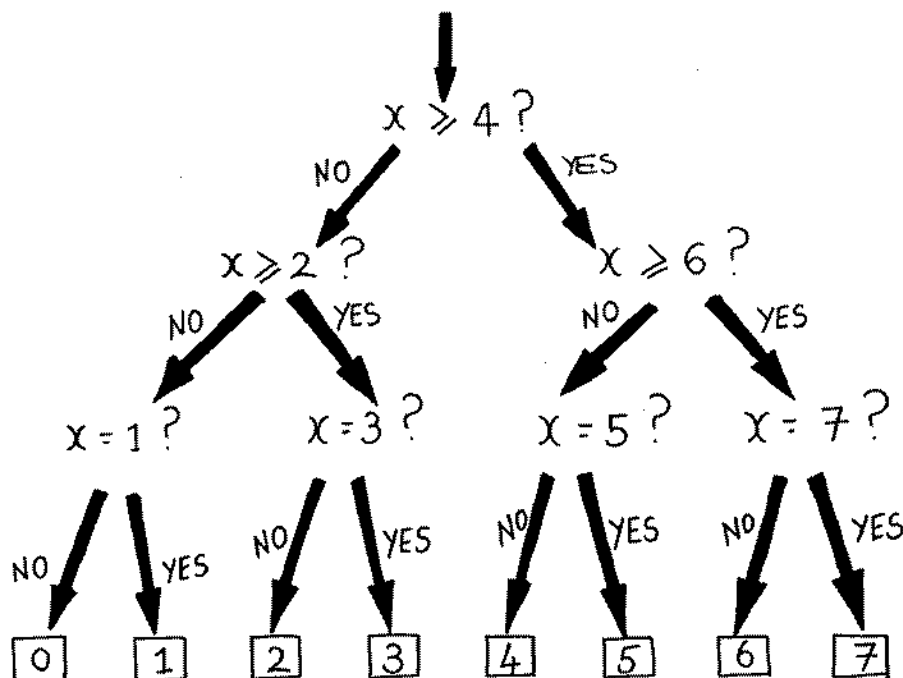 x ⩾ 4 ?
NO YES
x ⩾ 2 ? x ⩾ 6 ?
NO YES NO YES
x = 1 ? x = 3 ? x = 5 ? x = 7 ?
NO YES NO YES NO YES NO YES
0 1 2 3 4 5 6 7